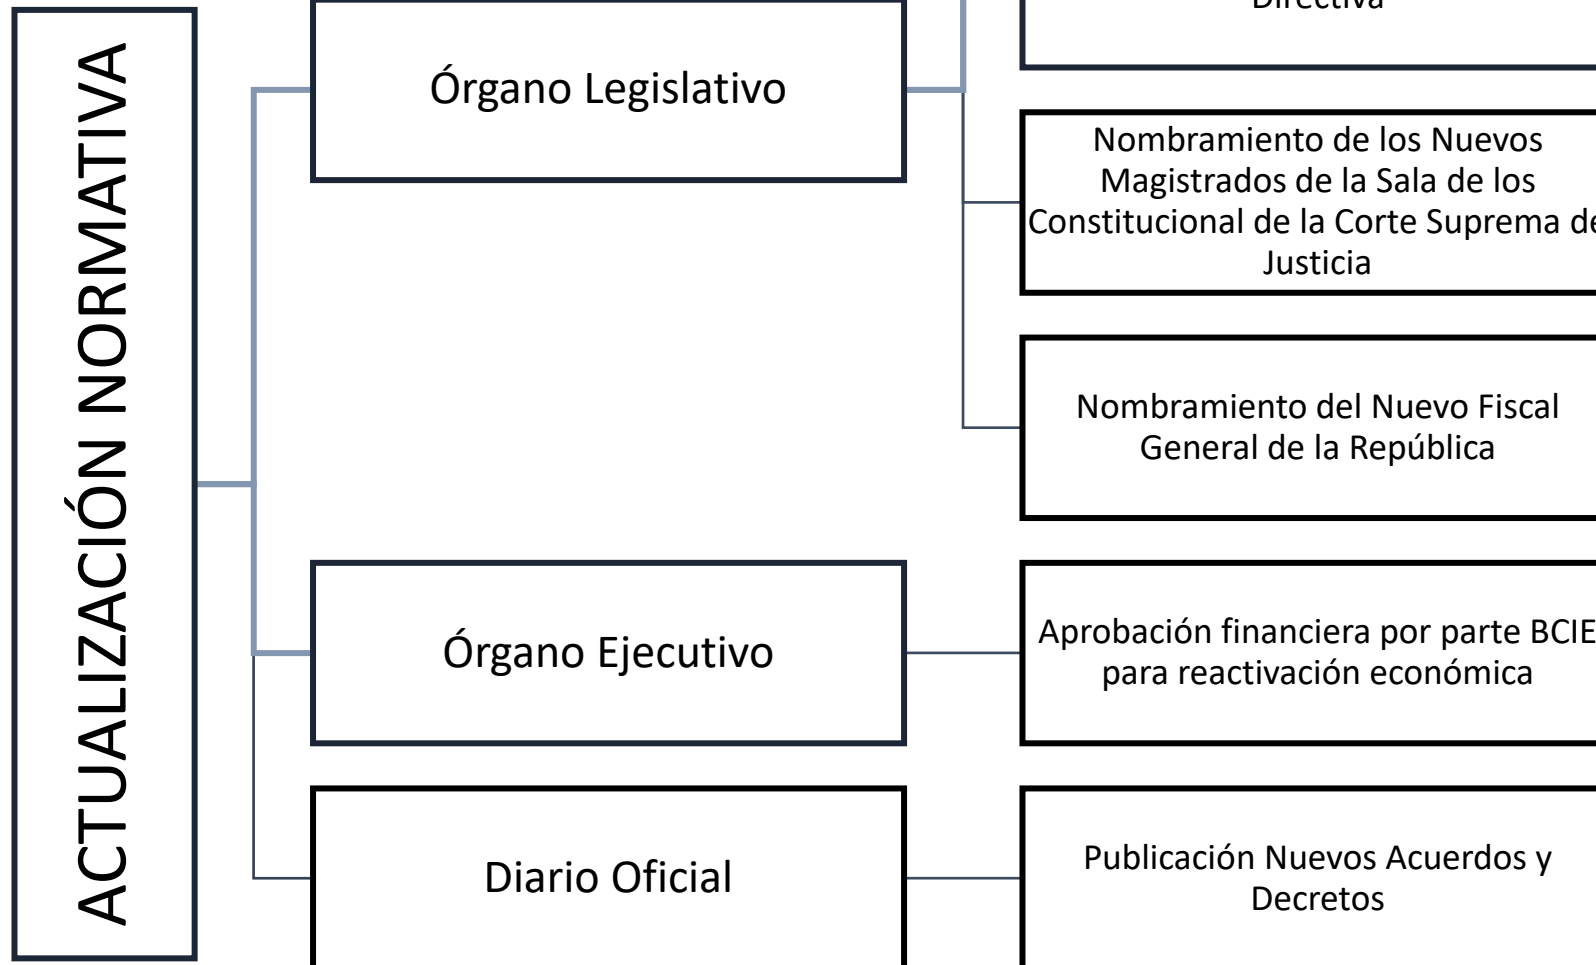 ACTUALIZACIÓN NORMATIVA
Órgano Legislativo
Directiva
Nombramiento de los Nuevos
Magistrados de la Sala de los
Constitucional de la Corte Suprema de
Justicia
Nombramiento del Nuevo Fiscal
General de la República
Órgano Ejecutivo
Aprobación financiera por parte BCIE
para reactivación económica
Diario Oficial
Publicación Nuevos Acuerdos y
Decretos